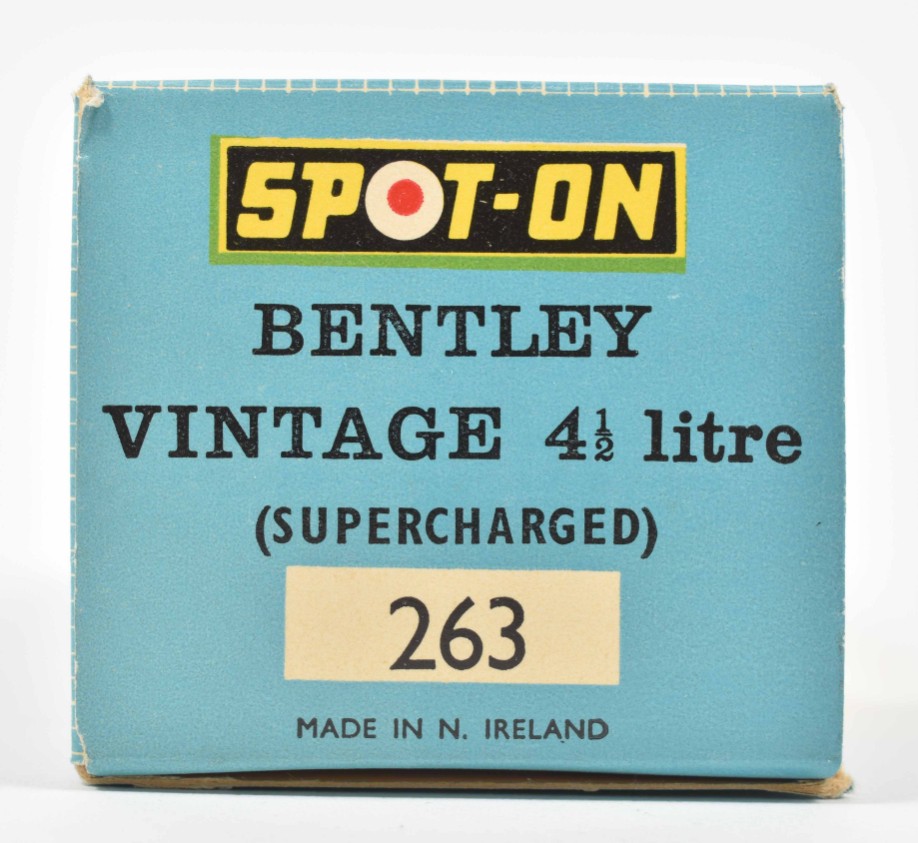 SPOT-ON
BENTLEY
VINTAGE 4½ litre
(SUPERCHARGED)
263
MADE IN N. IRELAND